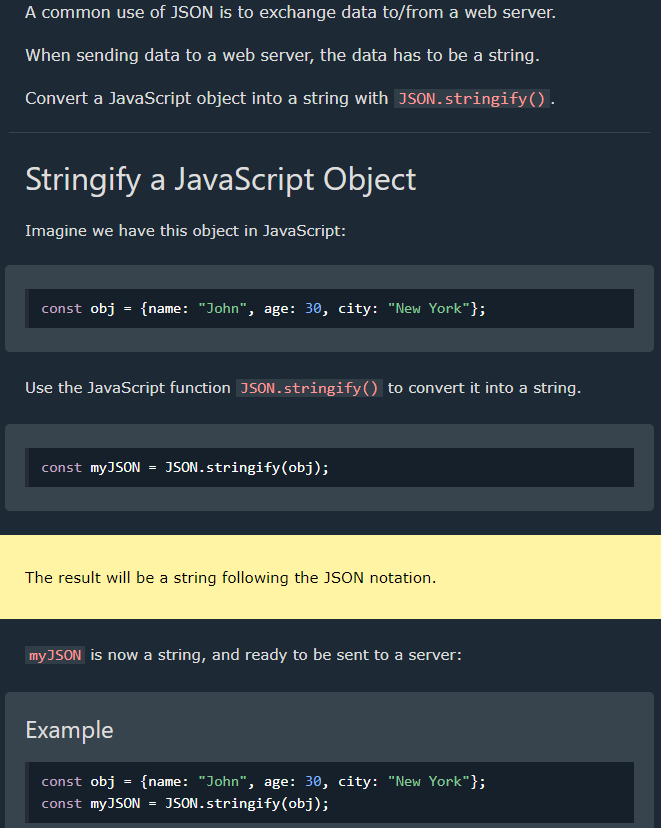 A common use of JSON is to exchange data to/from a web server.
When sending data to a web server, the data has to be a string.
Convert a JavaScript object into a string with JSON.stringify().
Stringify a JavaScript Object
Imagine we have this object in JavaScript:
const obj = {name: "John", age: 30, city: "New York"};
Use the JavaScript function JSON.stringify() to convert it into a string.
const myJSON = JSON.stringify(obj);
The result will be a string following the JSON notation.
myJSON is now a string, and ready to be sent to a server:
Example
const obj = {name: "John", age: 30, city: "New York"};
const myJSON = JSON.stringify(obj);